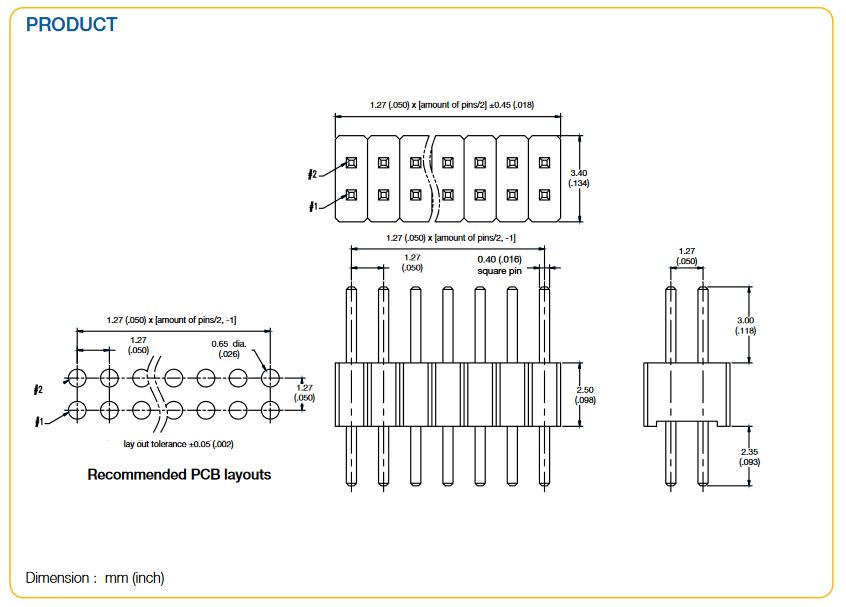 PRODUCT
1.27 (.050) x [amount of pins/2] ±0.45 (.018)
#2
#1
3.40
(.134)
1.27 (.050) x [amount of pins/2, -1]
1.27
(.050)
0.40 (.016)
square pin
1.27
(.050)
3.00
(.118)
2.50
(.098)
2.35
(.093)
1.27 (.050) x [amount of pins/2, -1]
1.27
(.050)
0.65 dia.
(.026)
#2
#1
1.27
(.050)
lay out tolerance ±0.05 (.002)
Recommended PCB layouts
Dimension : mm (inch)